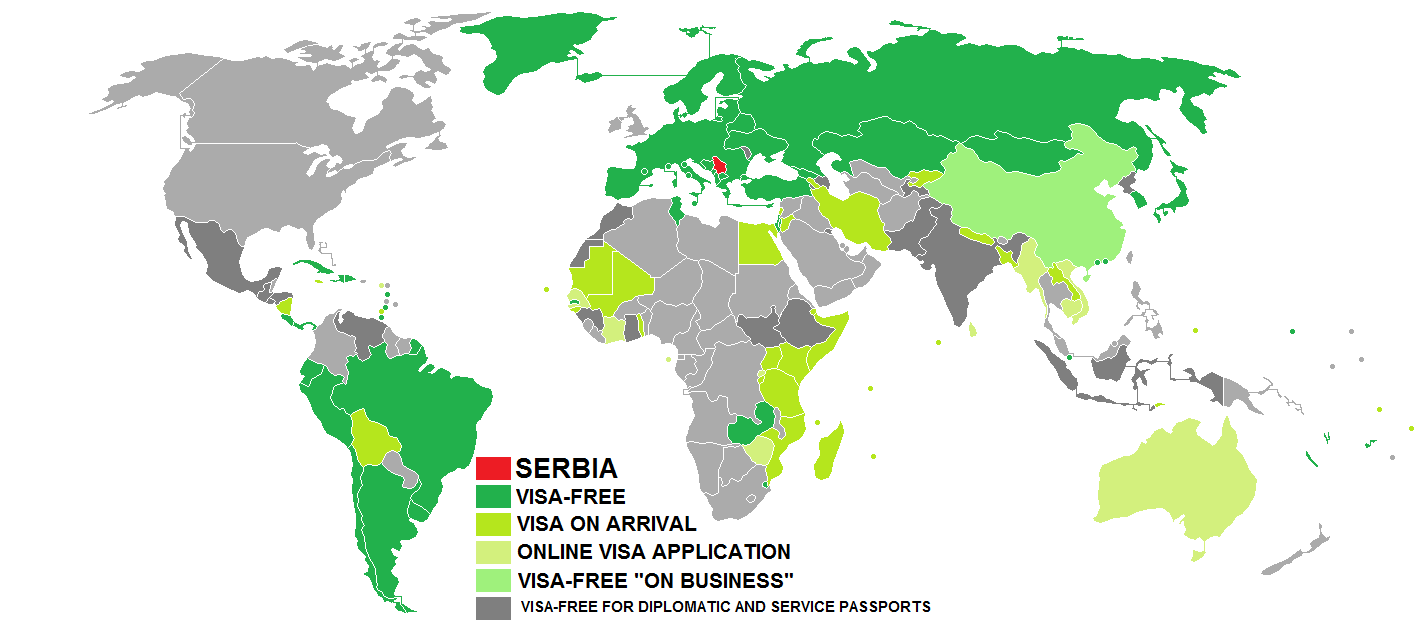 SERBIA
VISA-FREE
VISA ON ARRIVAL
ONLINE VISA APPLICATION
VISA-FREE "ON BUSINESS"
VISA-FREE FOR DIPLOMATIC AND SERVICE PASSPORTS